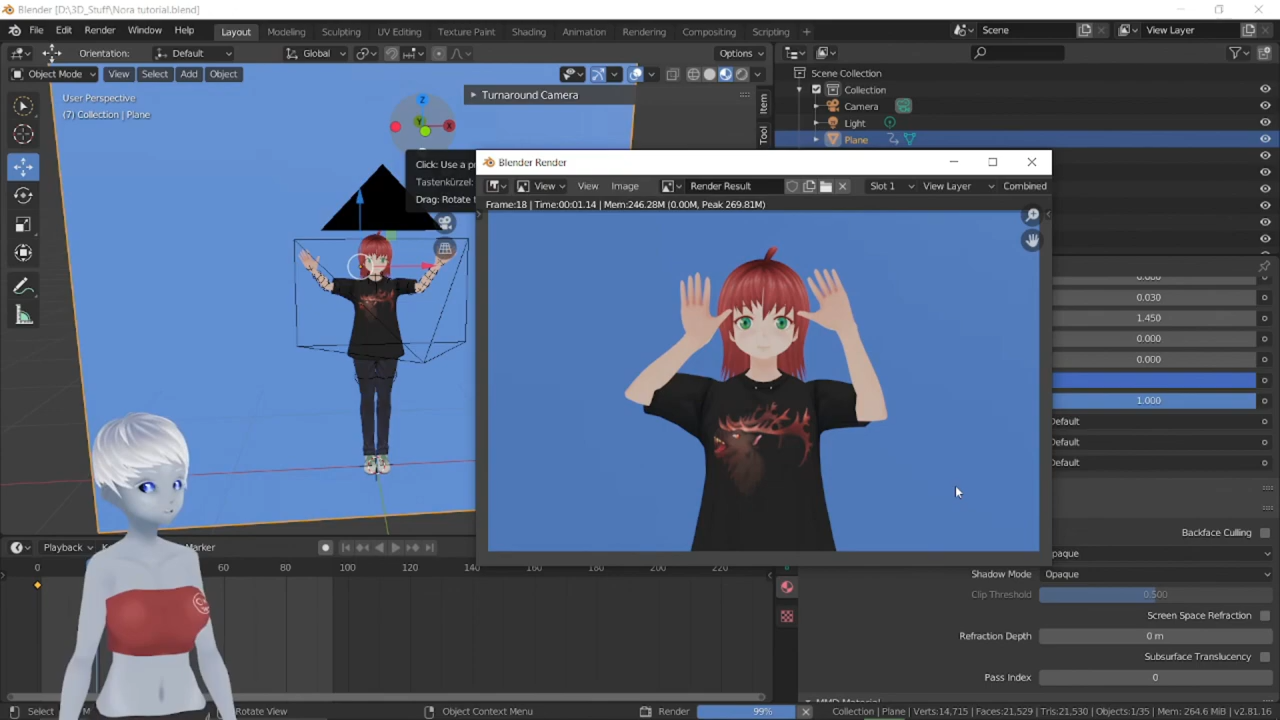 Blender [D:\3D_Stuff\Nora tutorial.blend]
File Edit Render Window Help Layout Modeling Sculpting UV Editing Texture Paint Shading Animation Rendering Compositing Scripting + Scene View Layer
Orientation: Default Global Options
Object Mode View Select Add Object
User Perspective
(7) Collection | Plane
Turnaround Camera
Item
Tool
Z
Y
X
Scene Collection
Collection
Camera
Light
Plane
Click: Use a
Tastenkürzel:
Drag: Rotate
Blender Render
View View Image Render Result Slot 1 View Layer Combined
Frame:18 | Time:00:01.14 | Mem:246.28M (0.00M, Peak 269.81M)
0.000
0.030
1.450
0.000
0.000
1.000
Default
Default
Default
Backface Culling
Opaque
Shadow Mode Opaque
Clip Threshold 0.500
Screen Space Refraction
Refraction Depth 0 m
Subsurface Translucency
Pass Index 0
MMD Material
Playback Marker
0 60 80 100 120 140 160 180 200 220
Select Rotate View Object Context Menu Render 99% Collection | Plane | Verts:14,715 | Faces:21,529 | Tris:21,530 | Objects:1/35 | Mem: 264.6 MiB | v2.81.16